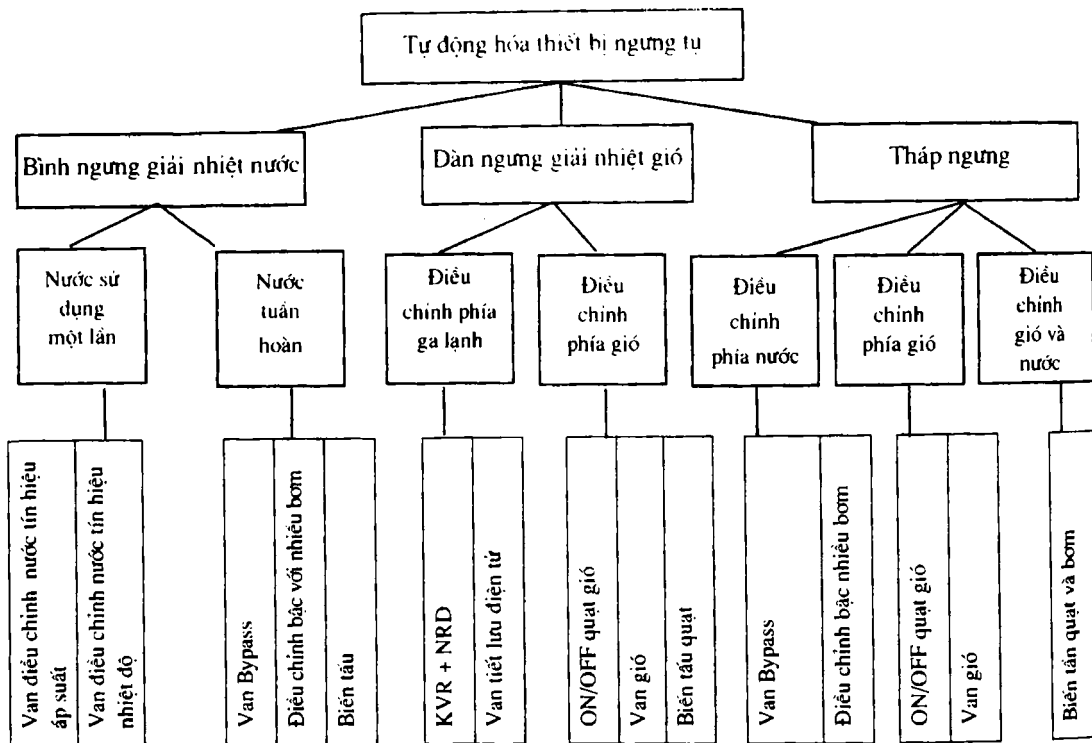 Tự động hóa thiết bị ngưng tụ
Bình ngưng giải nhiệt nước
Dàn ngưng giải nhiệt gió
Tháp ngưng
Nước sử
dụng
một lần
Nước
tuần
hoàn
Điều
chỉnh phía
ga lạnh
Điều
chỉnh
phía gió
Điều
chỉnh
phía nước
Điều
chỉnh
phía gió
Điều
chỉnh
gió và
nước
Van điều chỉnh nước tín hiệu
áp suất
Van điều chỉnh nước tín hiệu
nhiệt độ
Van Bypass
Điều chỉnh bậc với nhiều bơm
Biến tấu
KVR + NRD
Van tiết lưu điện tử
ON/OFF quạt gió
Van gió
Biến tấu quạt
Van Bypass
Điều chỉnh bậc nhiều bơm
ON/OFF quạt gió
Van gió
Biến tấn quạt và bơm